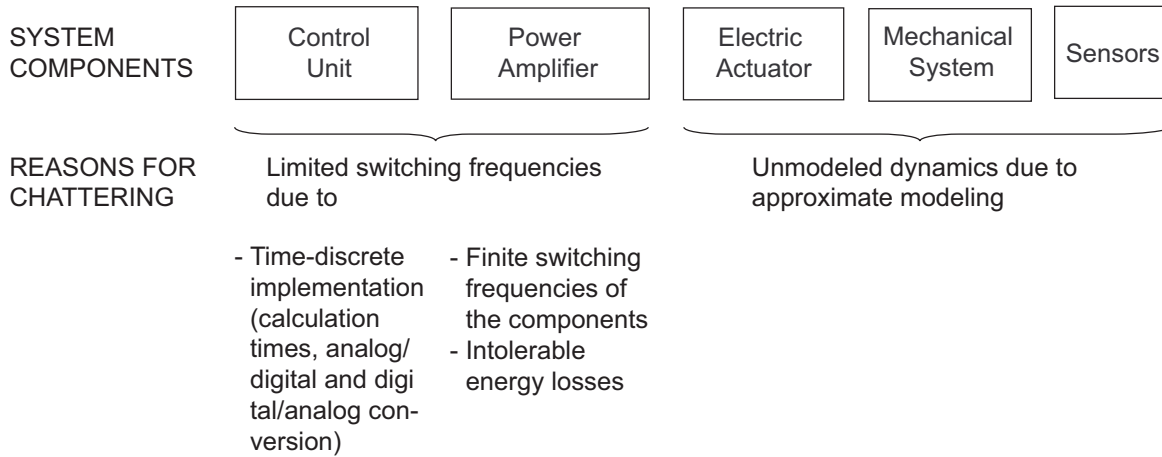 SYSTEM
COMPONENTS
Control
Unit
Power
Amplifier
Electric
Actuator
Mechanical
System
Sensors
REASONS FOR
CHATTERING
Limited switching frequencies
due to
Unmodeled dynamics due to
approximate modeling
- Time-discrete
implementation
(calculation
times, analog/
digital and digi
tal/analog con-
version)
- Finite switching
frequencies of
the components
- Intolerable
energy losses